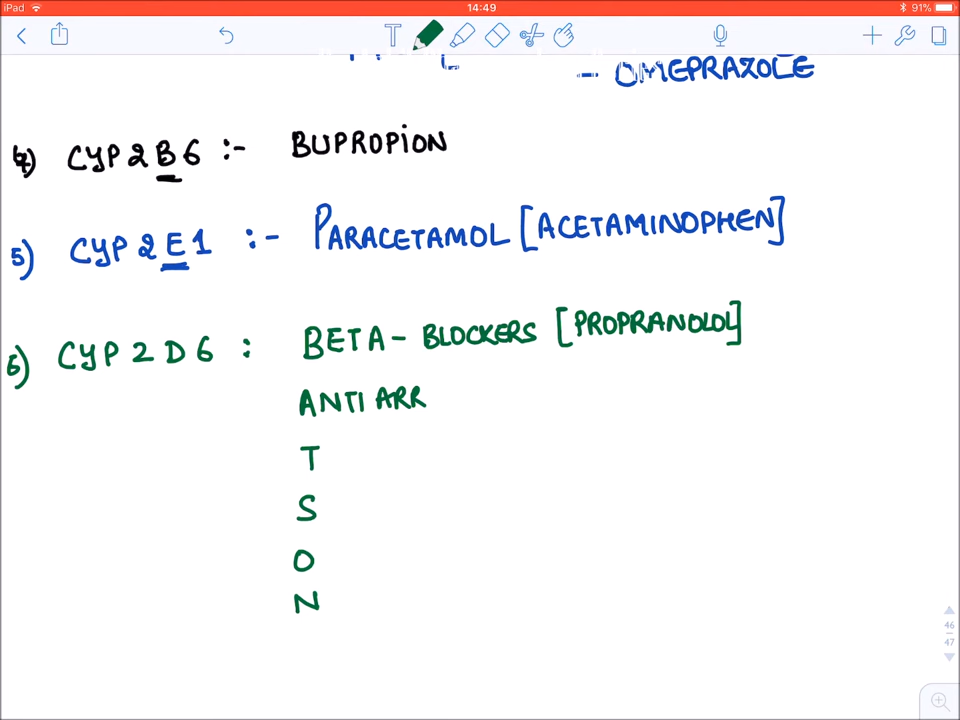 iPad 14:49 91%
T
OMEPRAZOLE
4) CYP2B6 :- BUPROPION
5) CYP2E1 :- PARACETAMOL [ACETAMINOPHEN]
6) CYP2D6 : BETA-BLOCKERS [PROPRANOLOL]
ANTI ARR
T
S
O
N
46
47